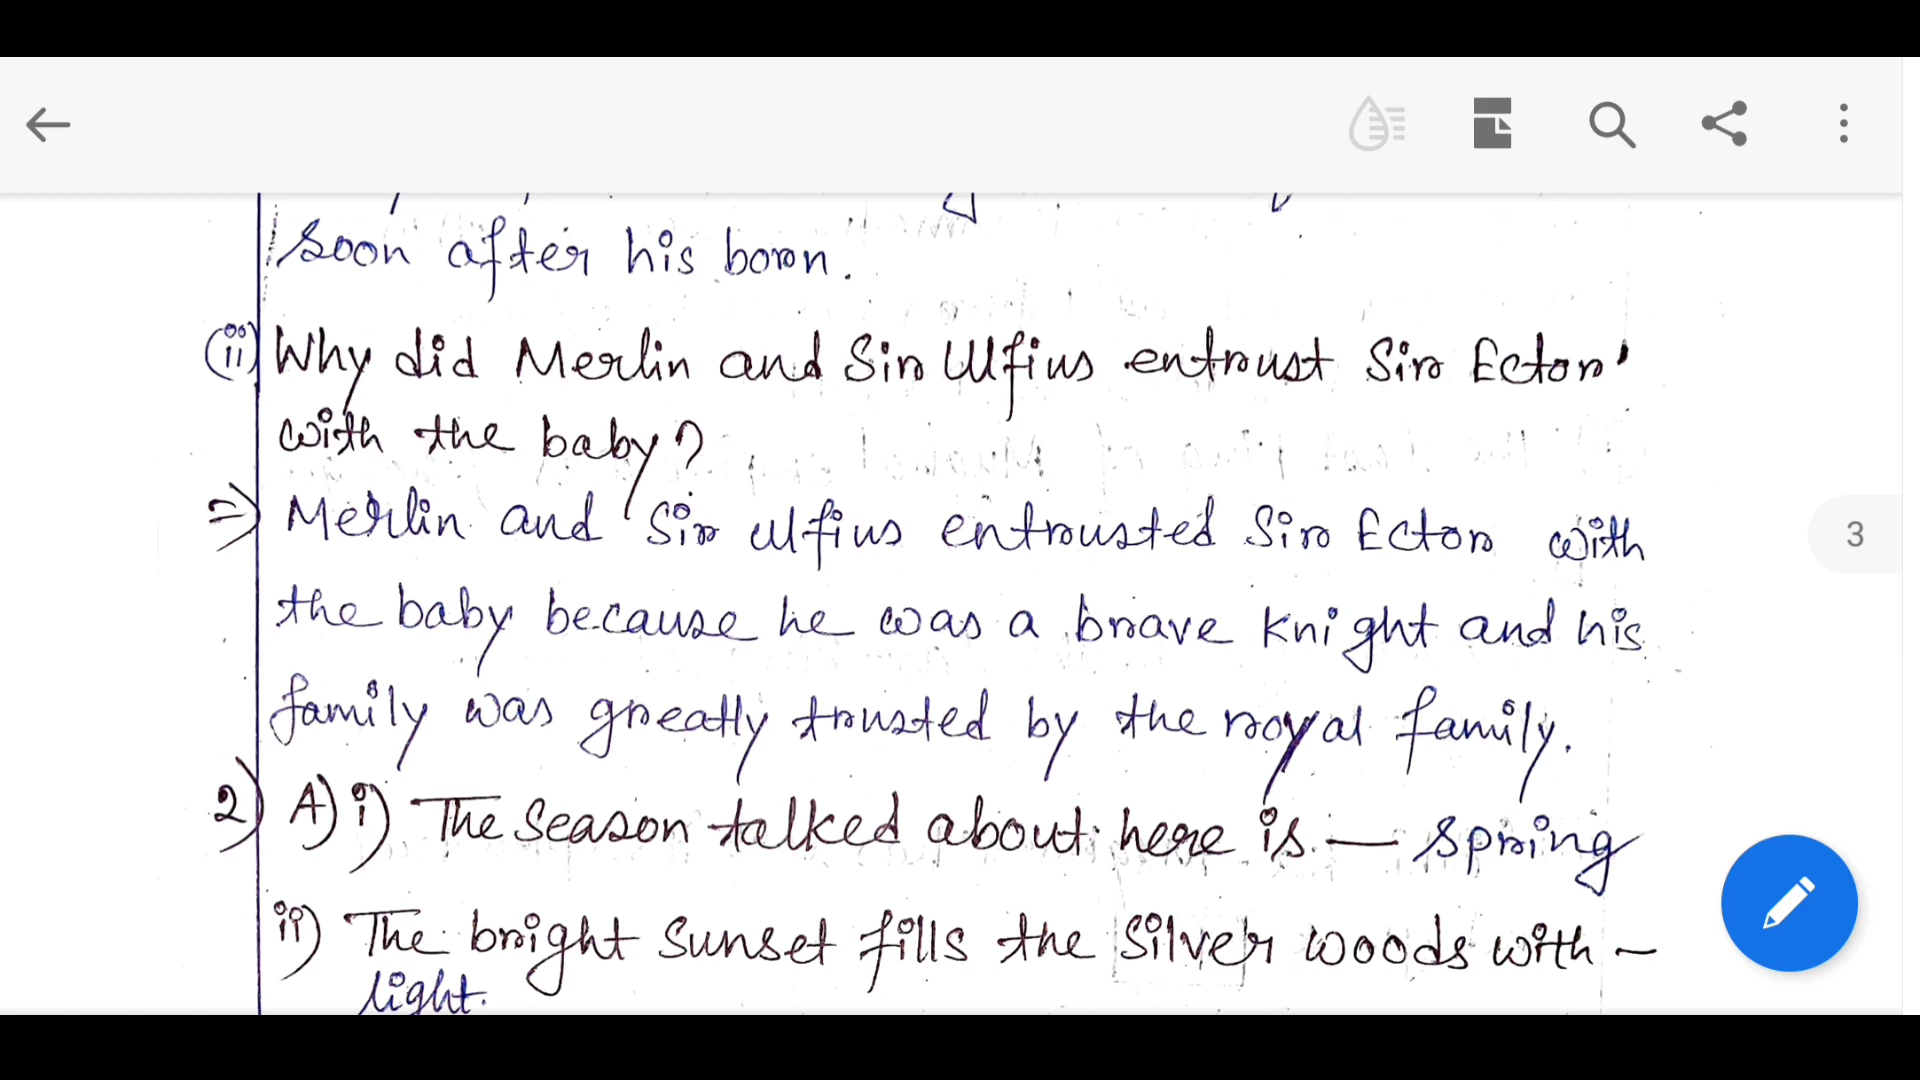 soon after his born.
(ii) Why did Merlin and Sir Ulfius entrust Sir Ector
with the baby?
⇒ Merlin and Sir Ulfius entrusted Sir Ector with
the baby because he was a brave knight and his
family was greatly trusted by the royal family.
2) A) i) The season talked about here is — spring
ii) The bright sunset fills the silver woods with —
light.
3